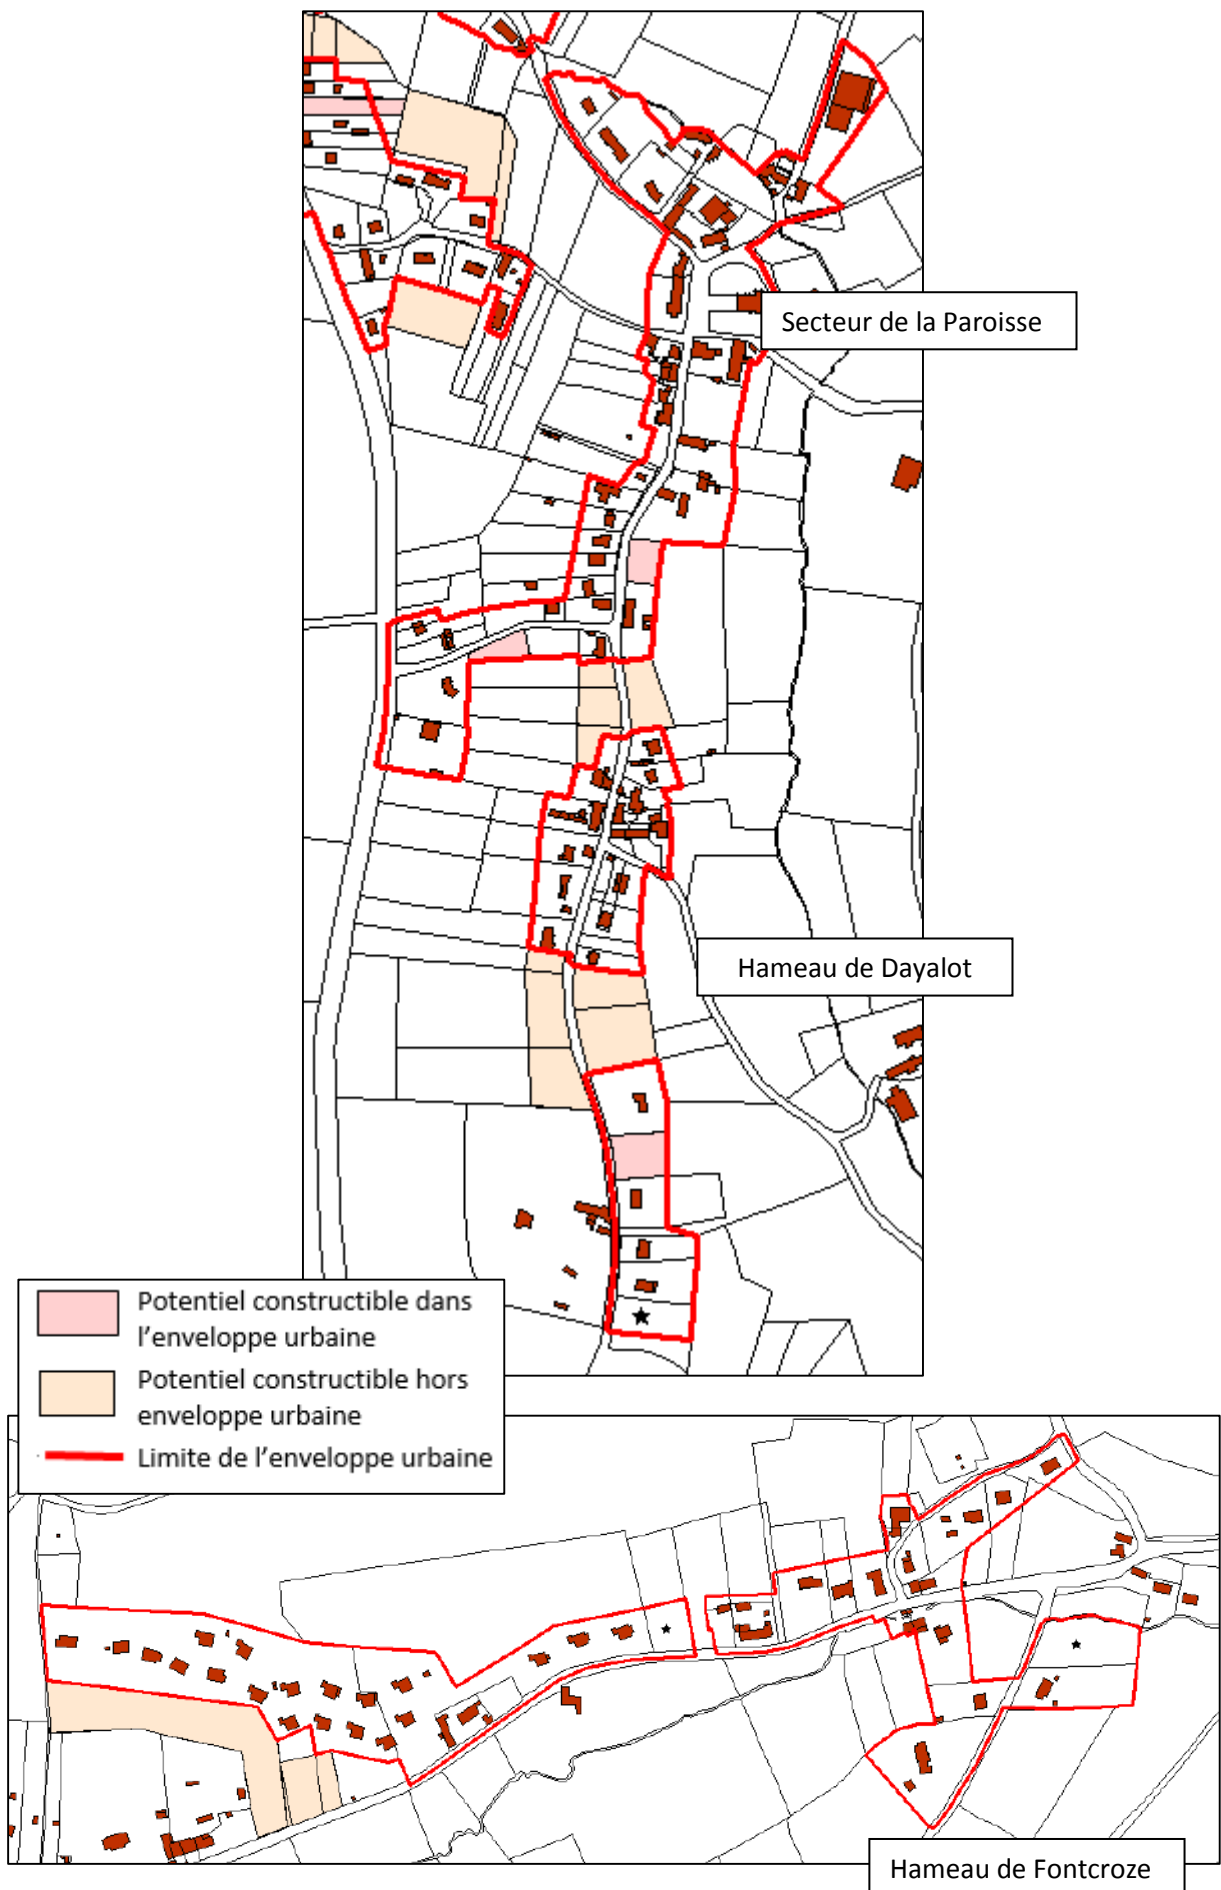 Secteur de la Paroisse
Hameau de Dayalot
Potentiel constructible dans
l'enveloppe urbaine
Potentiel constructible hors
enveloppe urbaine
Limite de l'enveloppe urbaine
Hameau de Fontcroze